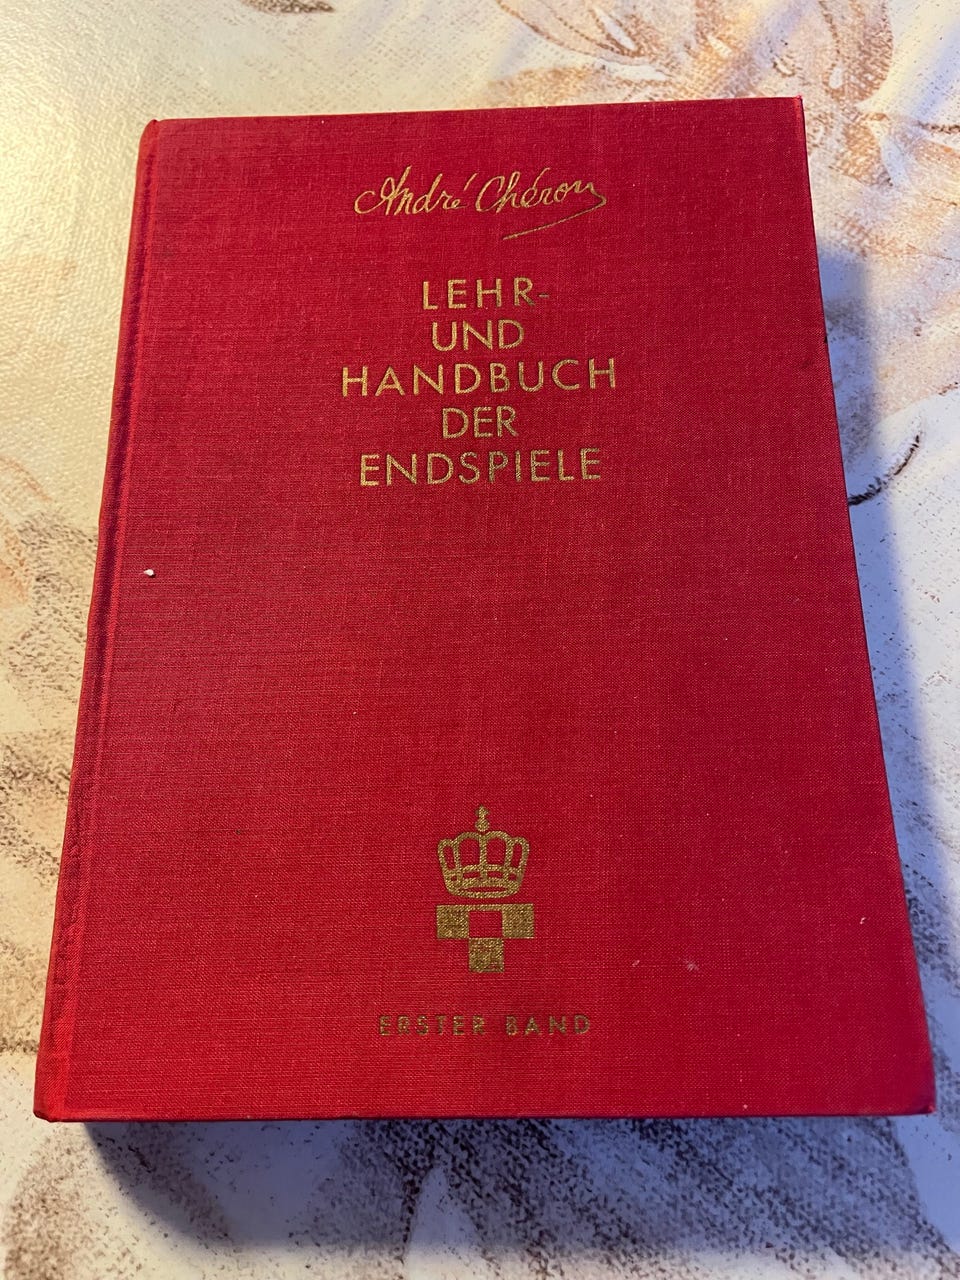 André Chéron
LEHR-
UND
HANDBUCH
DER
ENDSPIELE
ERSTER BAND